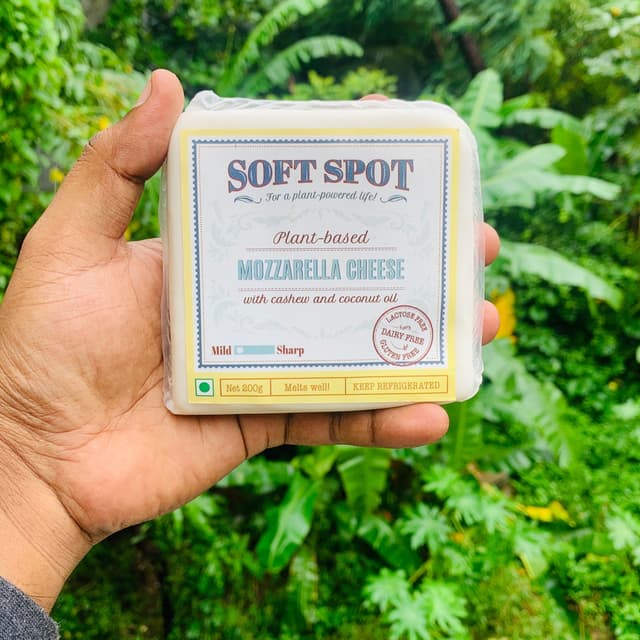 SOFT SPOT
For a plant-powered life!
Plant-based
MOZZARELLA CHEESE
with cashew and coconut oil
LACTOSE FREE
DAIRY FREE
GLUTEN FREE
Mild Sharp
Net 200g Melts well! KEEP REFRIGERATED